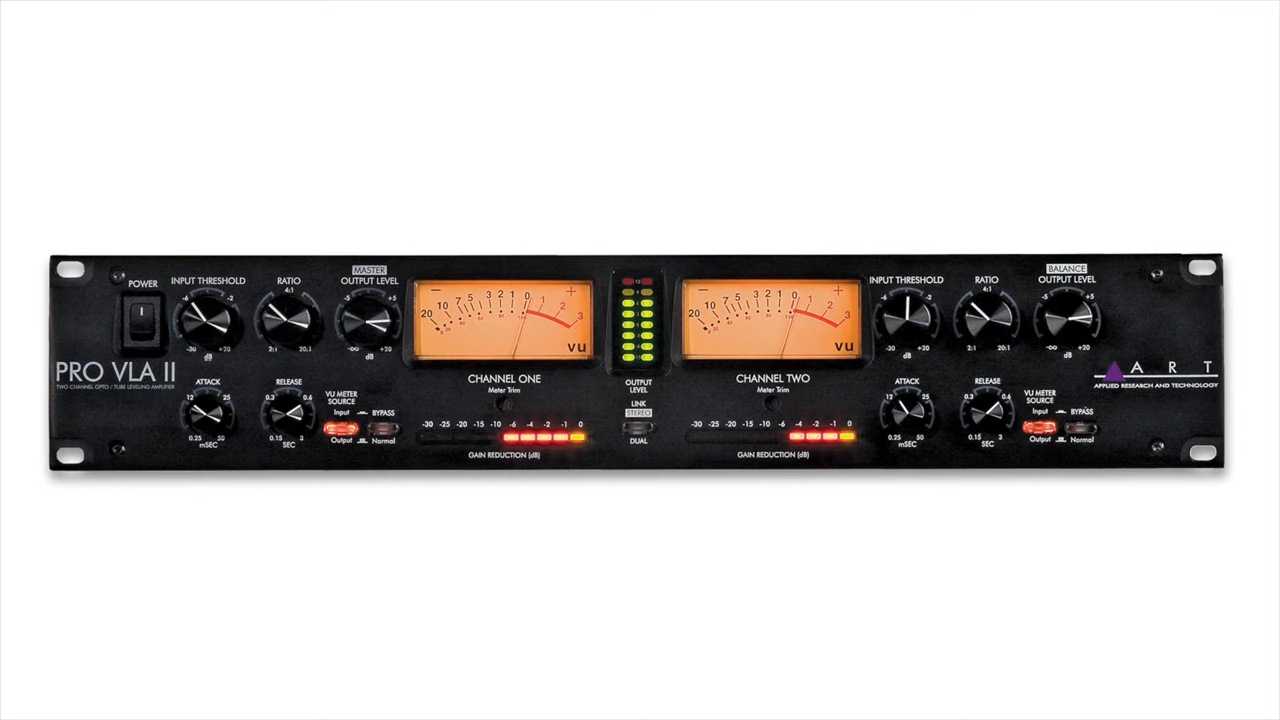 POWER
INPUT THRESHOLD
-6 -2
-30 +20
dB
RATIO
4:1
2:1 20:1
MASTER
OUTPUT LEVEL
-5 +5
-∞ +20
dB
PRO VLA II
TWO CHANNEL OPTO / TUBE LEVELING AMPLIFIER
ATTACK
12 25
0.25 50
mSEC
RELEASE
0.3 0.6
0.15 3
SEC
VU METER
SOURCE
Input
Output
BYPASS
Normal
− +
20 10 7 5 3 2 1 0 1 2 3
vu
CHANNEL ONE
Meter Trim
-30 -25 -20 -15 -10 -6 -4 -2 -1 0
GAIN REDUCTION (dB)
OUTPUT
LEVEL
LINK
STEREO
DUAL
− +
20 10 7 5 3 2 1 0 1 2 3
vu
CHANNEL TWO
Meter Trim
-30 -25 -20 -15 -10 -6 -4 -2 -1 0
GAIN REDUCTION (dB)
INPUT THRESHOLD
-6 -2
-30 +20
dB
RATIO
4:1
2:1 20:1
BALANCE
OUTPUT LEVEL
-5 +5
-∞ +20
dB
ATTACK
12 25
0.25 50
mSEC
RELEASE
0.3 0.6
0.15 3
SEC
VU METER
SOURCE
Input
Output
BYPASS
Normal
ART
APPLIED RESEARCH AND TECHNOLOGY